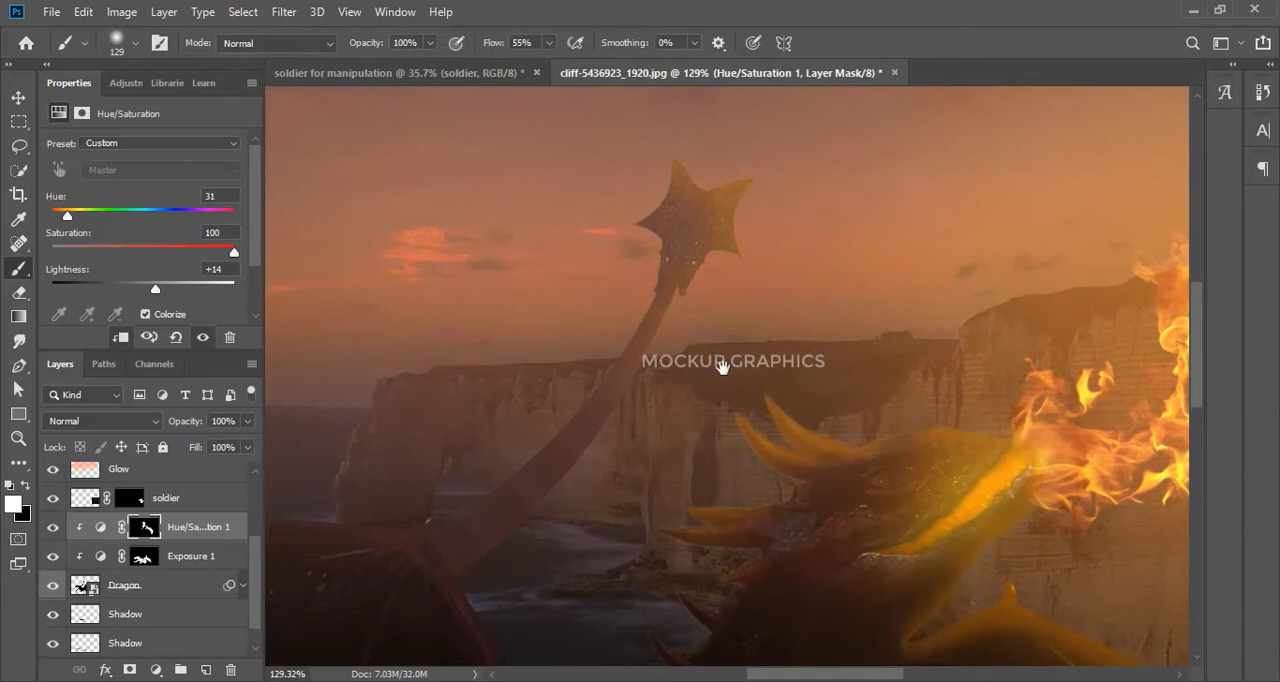 Ps File Edit Image Layer Type Select Filter 3D View Window Help
129 Mode: Normal Opacity: 100% Flow: 55% Smoothing: 0%
soldier for manipulation @ 35.7% (soldier, RGB/8) * × cliff-5436923_1920.jpg @ 129% (Hue/Saturation 1, Layer Mask/8) * ×
Properties Adjustn Librarie Learn
Hue/Saturation
Preset: Custom
Master
Hue: 31
Saturation: 100
Lightness: +14
Colorize
Layers Paths Channels
Kind
Normal Opacity: 100%
Lock: Fill: 100%
Glow
soldier
Hue/Sa...tion 1
Exposure 1
Dragon
Shadow
Shadow
MOCKUP GRAPHICS
129.32% Doc: 7.03M/32.0M